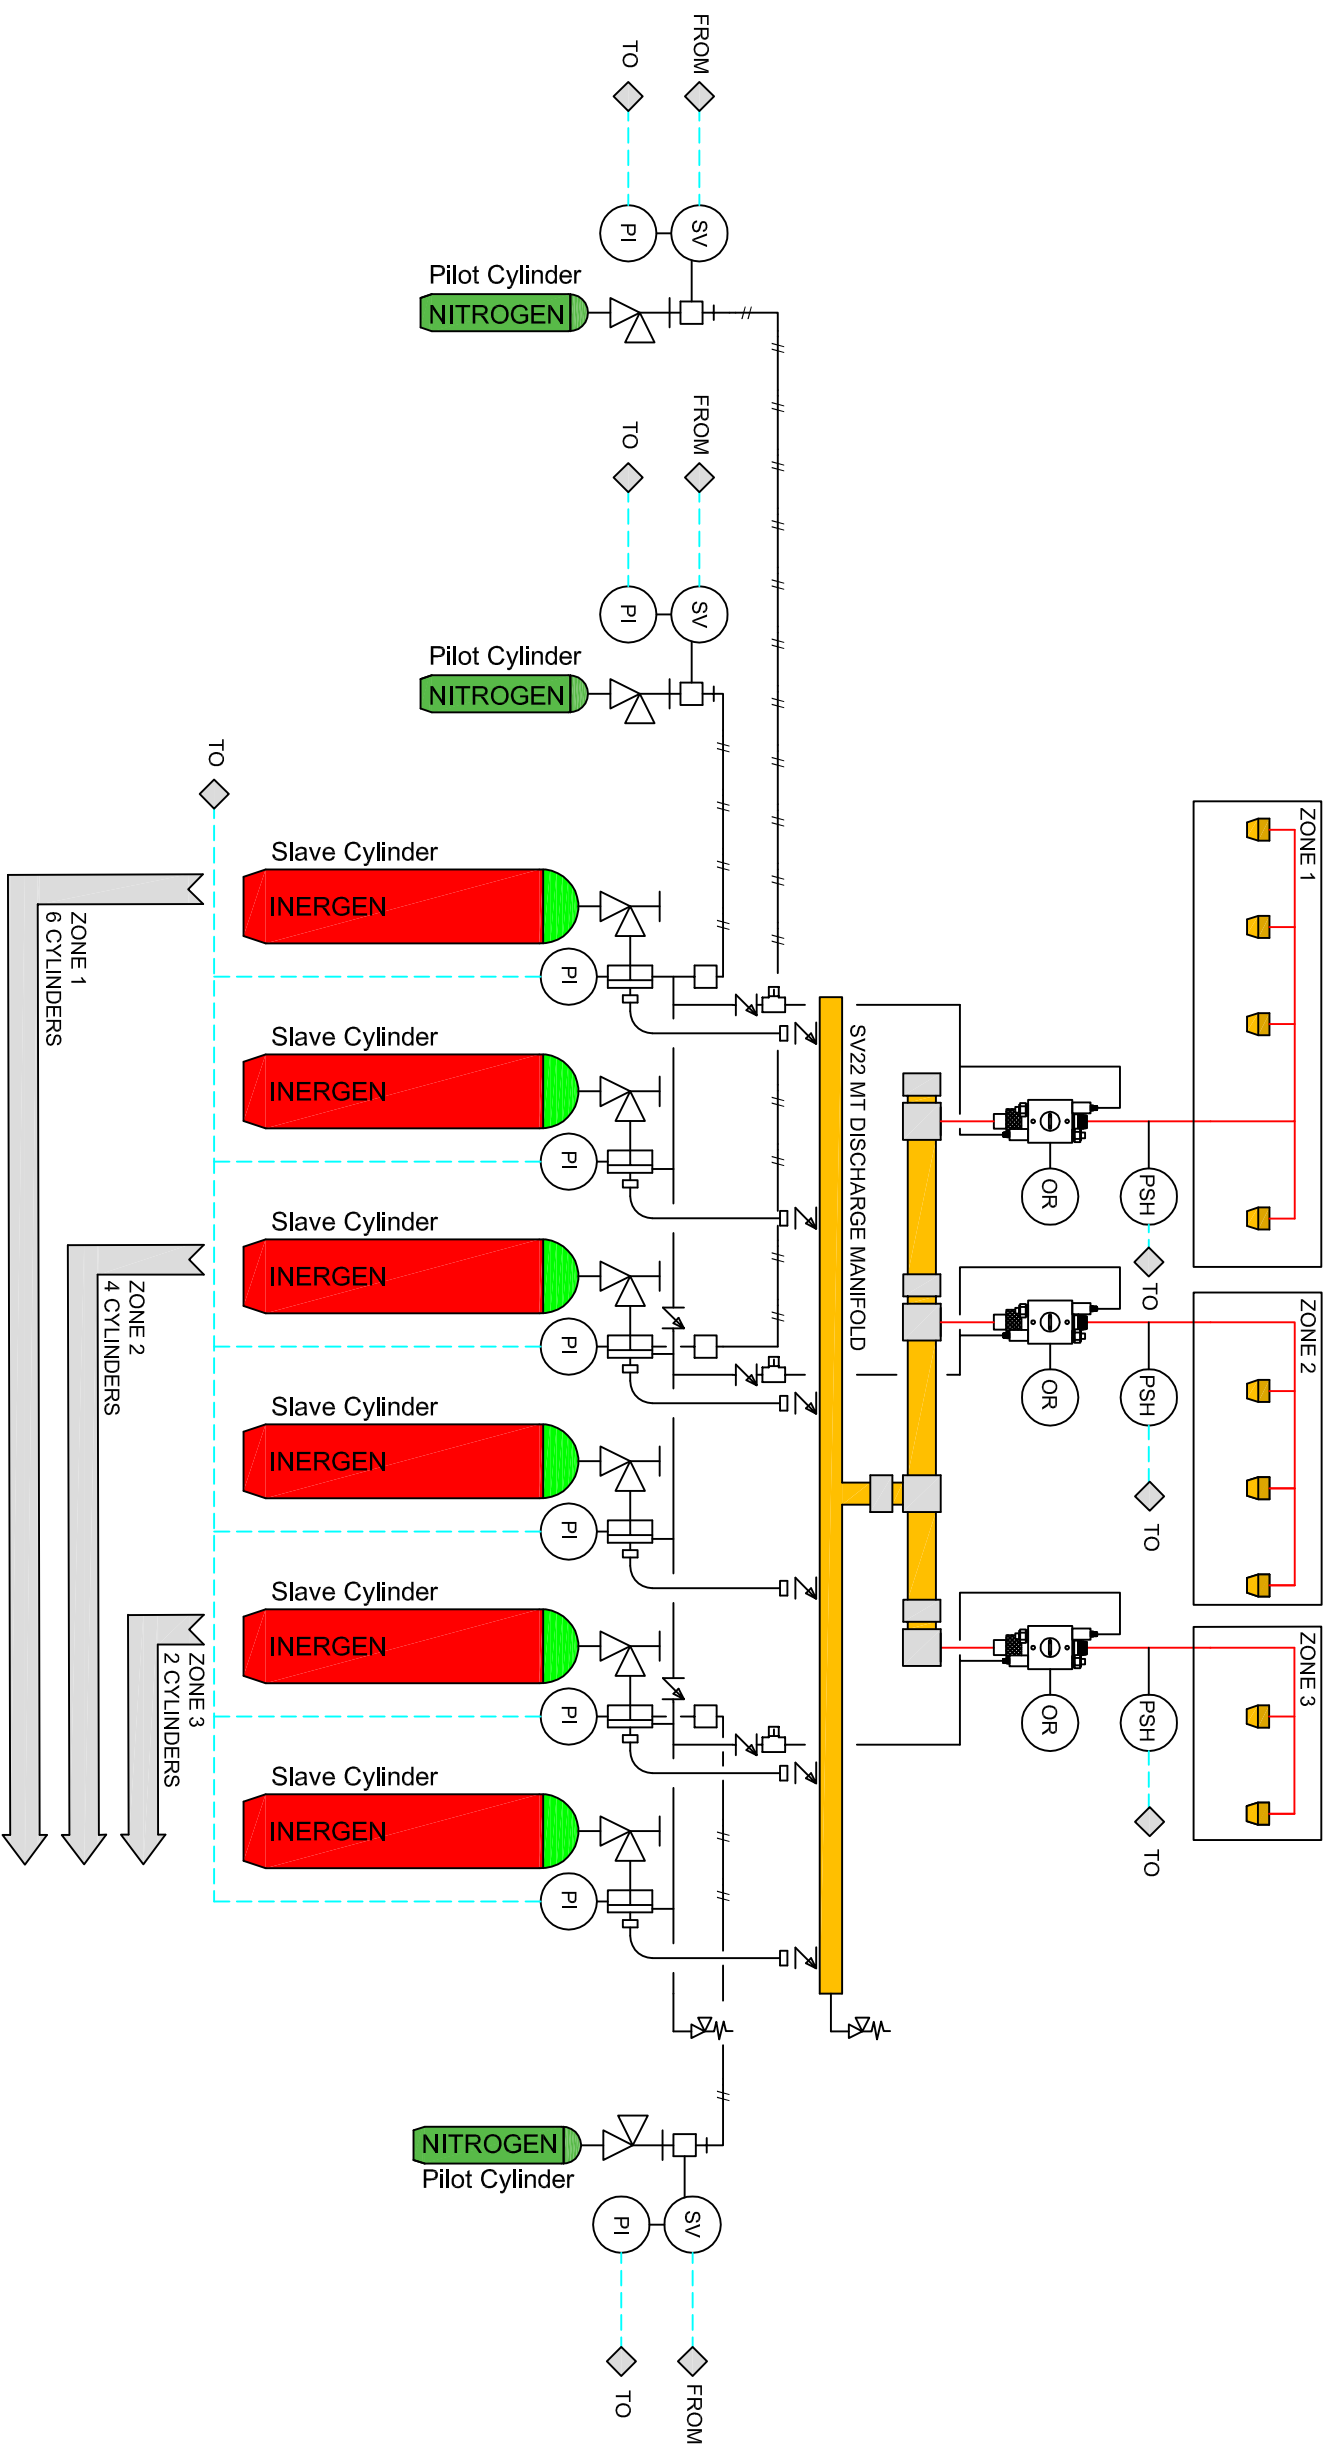 FROM
TO
SV
PI
Pilot Cylinder
NITROGEN
FROM
TO
SV
PI
Pilot Cylinder
NITROGEN
TO
ZONE 1
Slave Cylinder
INERGEN
PI
ZONE 1
6 CYLINDERS
Slave Cylinder
INERGEN
PI
SV22 MT DISCHARGE MANIFOLD
OR
PSH
TO
Slave Cylinder
INERGEN
PI
ZONE 2
4 CYLINDERS
ZONE 2
OR
PSH
TO
Slave Cylinder
INERGEN
PI
Slave Cylinder
INERGEN
PI
ZONE 3
2 CYLINDERS
ZONE 3
OR
PSH
TO
Slave Cylinder
INERGEN
PI
NITROGEN
Pilot Cylinder
SV
PI
FROM
TO